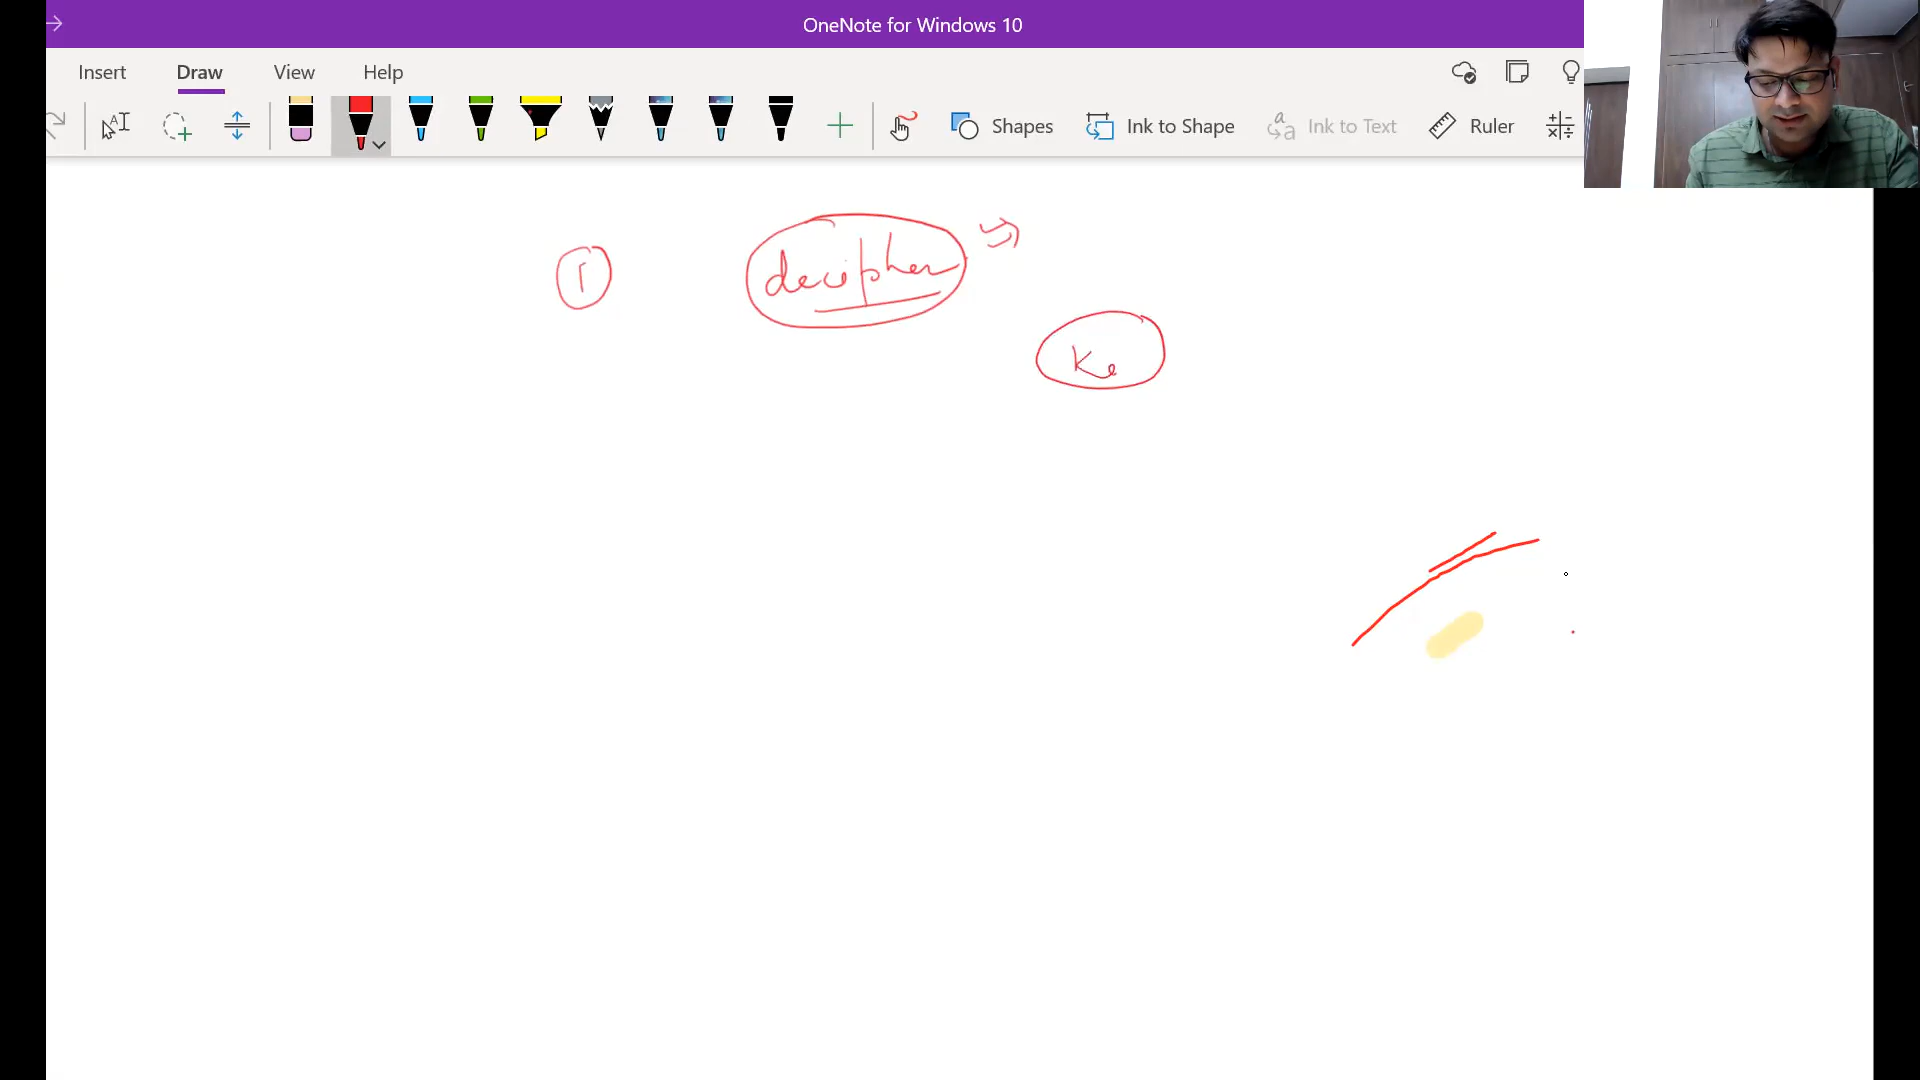 OneNote for Windows 10
Insert Draw View Help
Shapes Ink to Shape Ink to Text Ruler
1 decipher
Ke